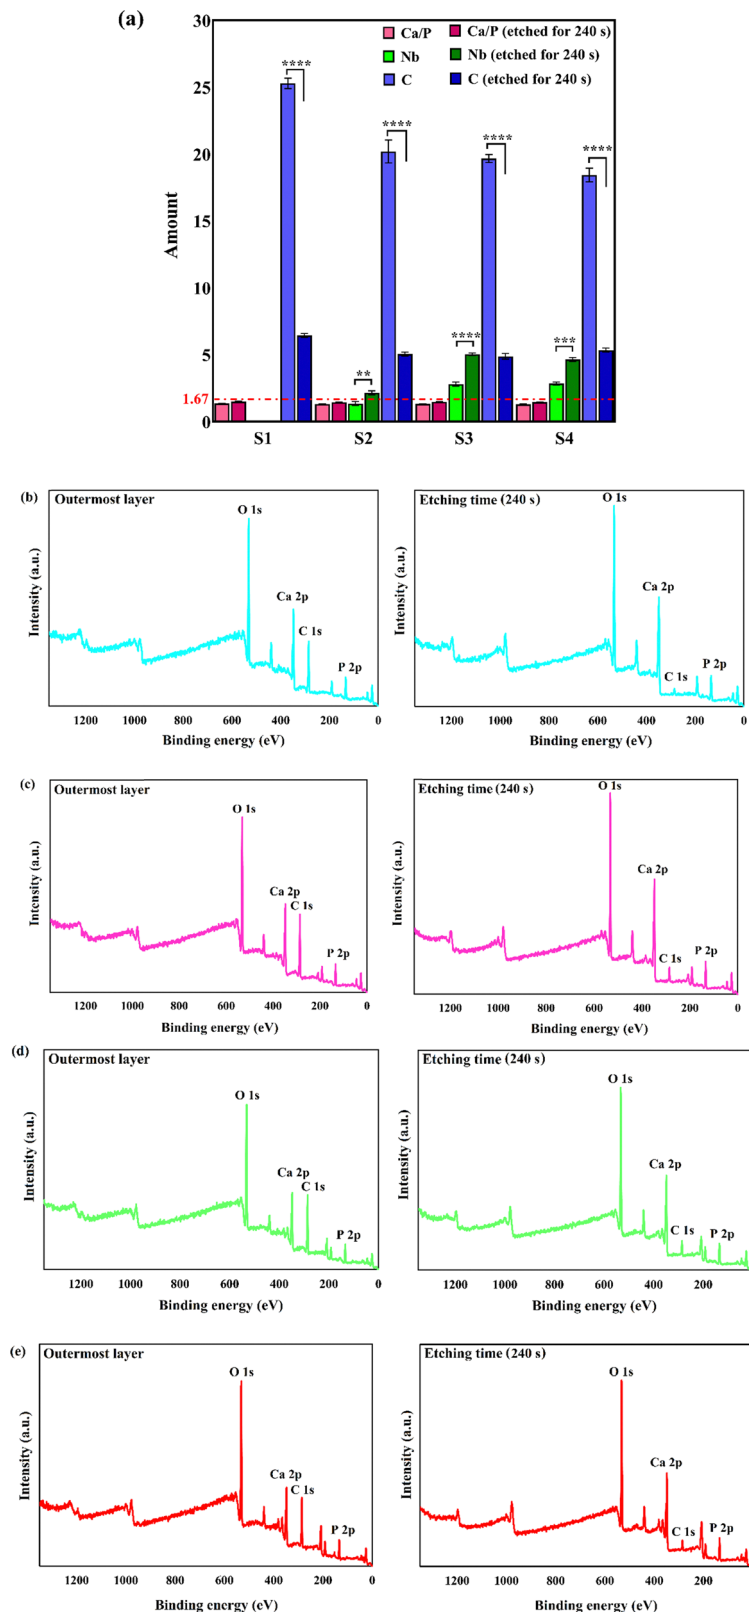 (a)
30
25
20
15
10
5
1.67
0
Amount
Ca/P
Ca/P (etched for 240 s)
Nb
Nb (etched for 240 s)
C
C (etched for 240 s)
****
****
****
****
**
****
***
S1 S2 S3 S4
(b)
Outermost layer
O 1s
Ca 2p
C 1s
P 2p
Intensity (a.u.)
1200 1000 800 600 400 200 0
Binding energy (eV)
Etching time (240 s)
O 1s
Ca 2p
C 1s
P 2p
Intensity (a.u.)
1200 1000 800 600 400 200 0
Binding energy (eV)
(c)
Outermost layer
O 1s
Ca 2p
C 1s
P 2p
Intensity (a.u.)
1200 1000 800 600 400 200 0
Binding energy (eV)
Etching time (240 s)
O 1s
Ca 2p
C 1s
P 2p
Intensity (a.u.)
1200 1000 800 600 400 200 0
Binding energy (eV)
(d)
Outermost layer
O 1s
Ca 2p
C 1s
P 2p
Intensity (a.u.)
1200 1000 800 600 400 200 0
Binding energy (eV)
Etching time (240 s)
O 1s
Ca 2p
C 1s
P 2p
Intensity (a.u.)
1200 1000 800 600 400 200
Binding energy (eV)
(e)
Outermost layer
O 1s
Ca 2p
C 1s
P 2p
Intensity (a.u.)
1200 1000 800 600 400 200 0
Binding energy (eV)
Etching time (240 s)
O 1s
Ca 2p
C 1s
P 2p
Intensity (a.u.)
1200 1000 800 600 400 200
Binding energy (eV)